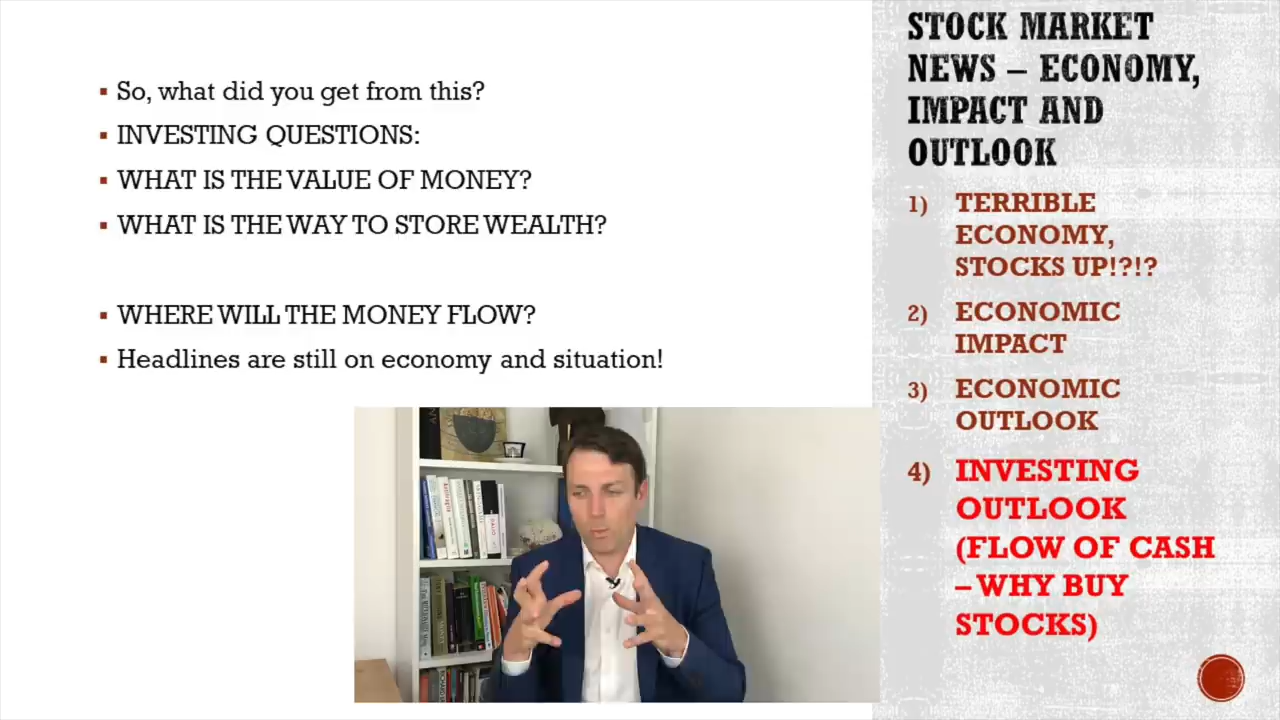 So, what did you get from this?
INVESTING QUESTIONS:
WHAT IS THE VALUE OF MONEY?
WHAT IS THE WAY TO STORE WEALTH?
WHERE WILL THE MONEY FLOW?
Headlines are still on economy and situation!
STOCK MARKET
NEWS – ECONOMY,
IMPACT AND
OUTLOOK
1) TERRIBLE
ECONOMY,
STOCKS UP!?!?
2) ECONOMIC
IMPACT
3) ECONOMIC
OUTLOOK
4) INVESTING
OUTLOOK
(FLOW OF CASH
– WHY BUY
STOCKS)